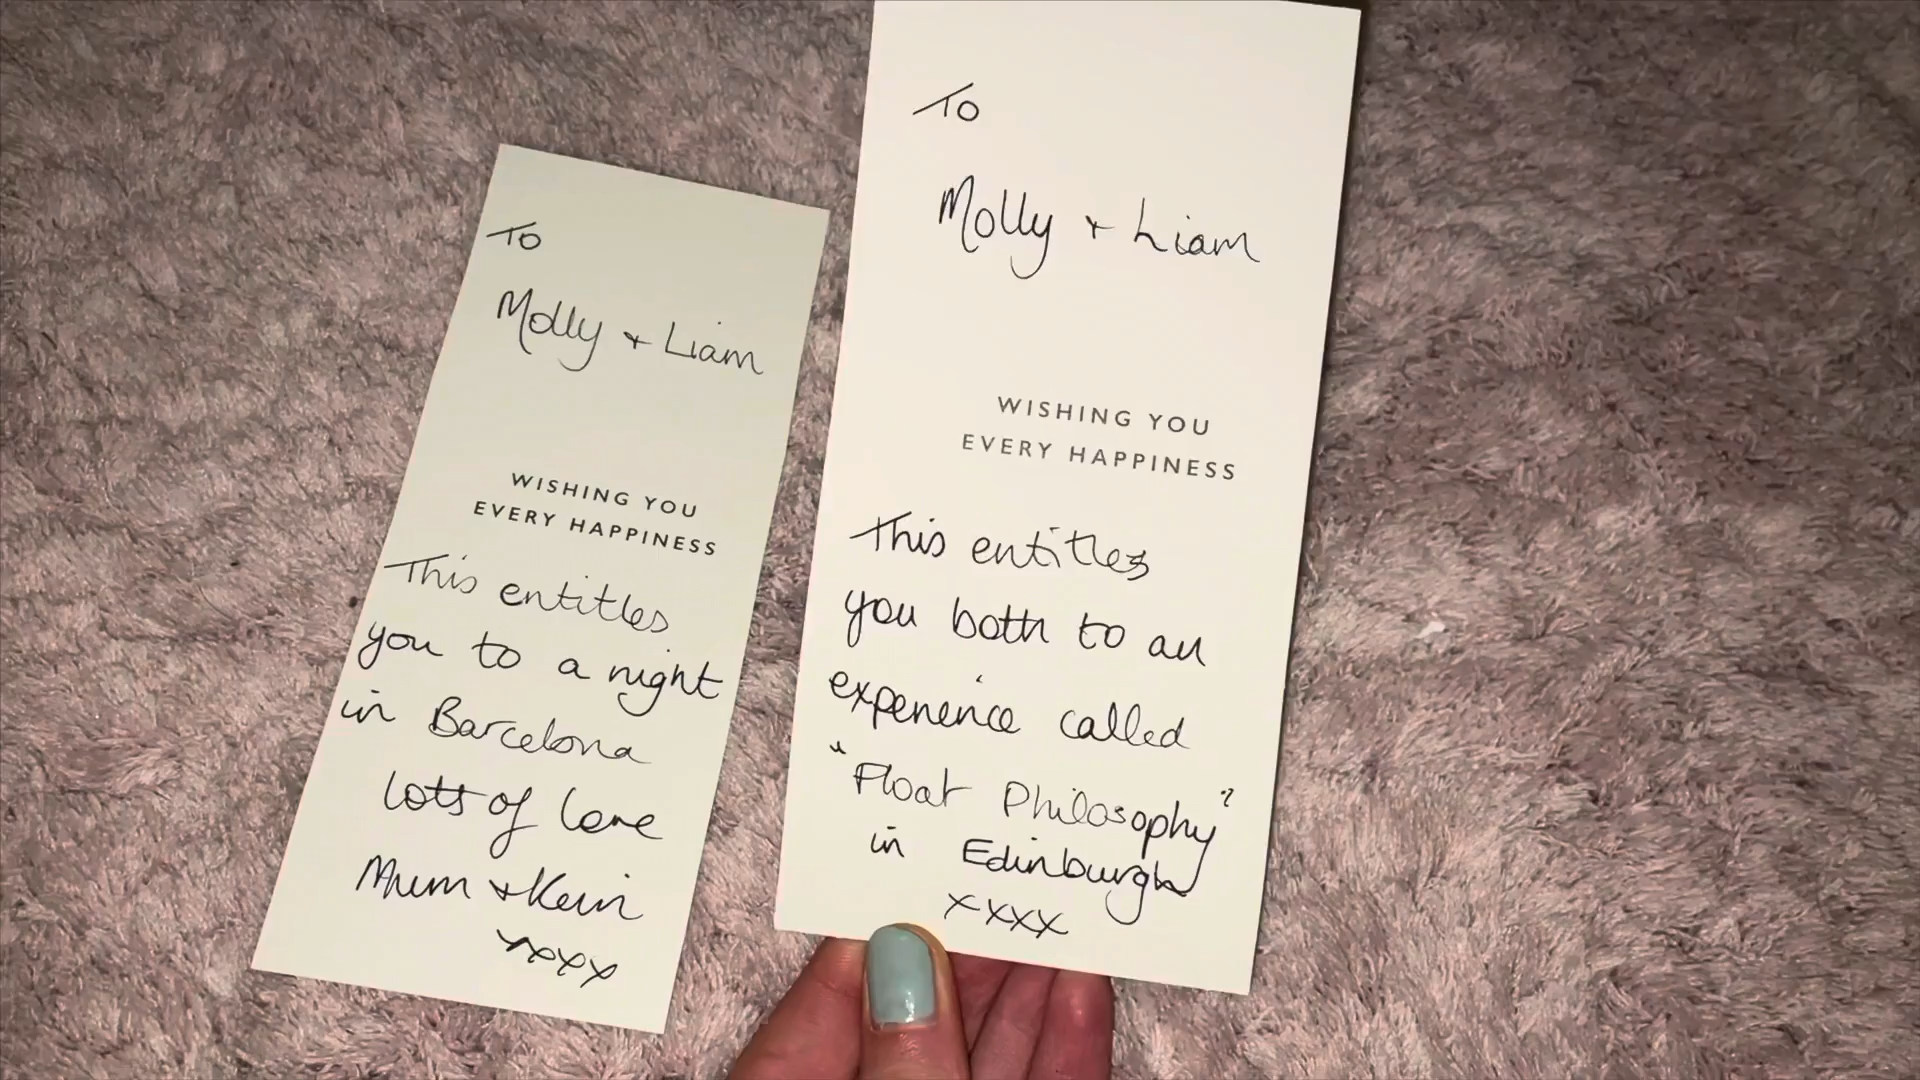 To
Molly + Liam
WISHING YOU
EVERY HAPPINESS
This entitles
you to a night
in Barcelona
lots of love
Mum + Kevin
xxxx
To
Molly + Liam
WISHING YOU
EVERY HAPPINESS
This entitles
you both to an
experience called
"Float Philosophy"
in Edinburgh
xxxx